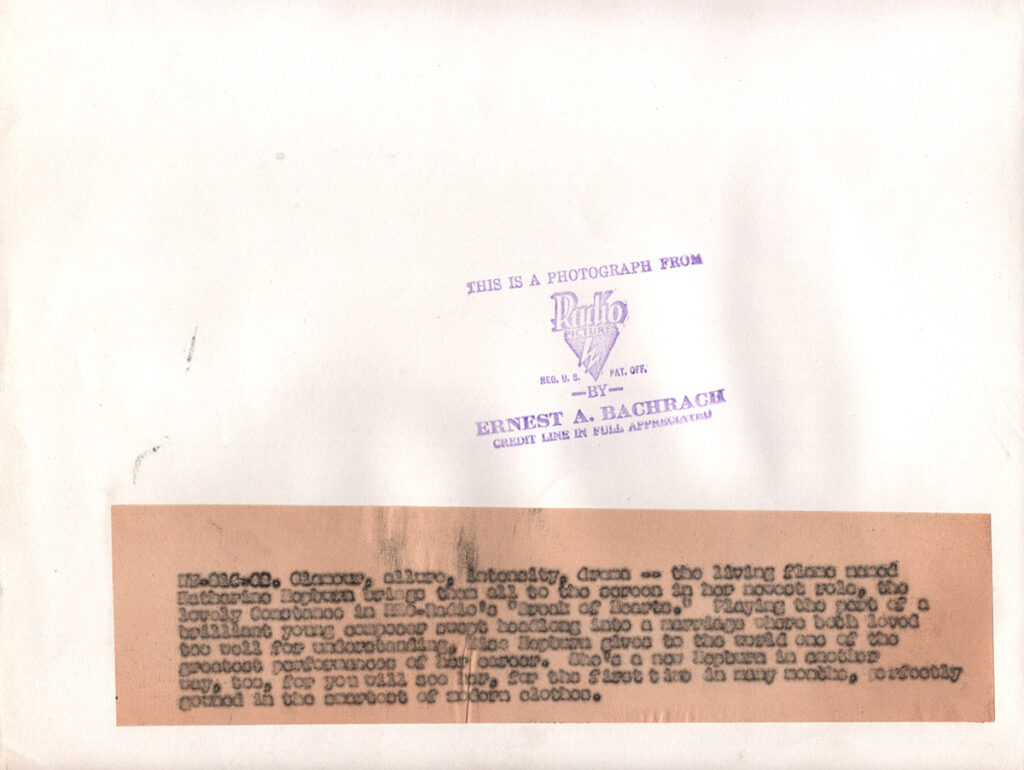 THIS IS A PHOTOGRAPH FROM
Radio
PICTURES
REG. U. S. PAT. OFF.
—BY—
ERNEST A. BACHRACH
CREDIT LINE IN FULL APPRECIATED
Glamour, allure, intensity, drama -- the living flame named
Katharine Hepburn brings them all to the screen in her newest role, the
lovely Constance in RKO-Radio's "Break of Hearts." Playing the part of a
brilliant young composer swept headlong into a marriage where both loved
too well for understanding, Miss Hepburn gives to the world one of the
greatest performances of her career. She's a new Hepburn in another
way, too, for you will see her, for the first time in many months, perfectly
gowned in the smartest of modern clothes.